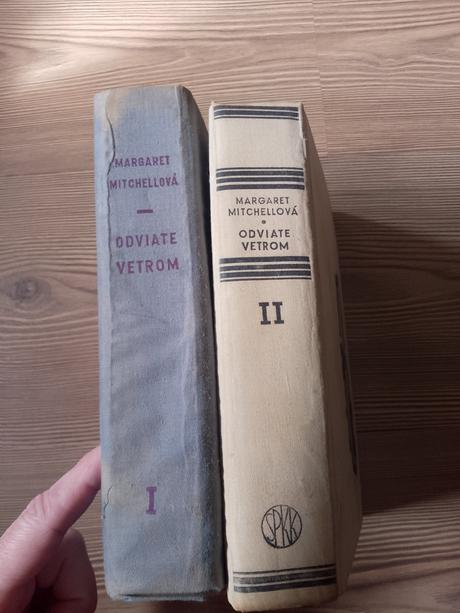 MARGARET
MITCHELLOVÁ
—
ODVIATE
VETROM
I
MARGARET
MITCHELLOVÁ
•
ODVIATE
VETROM
II
SPKK